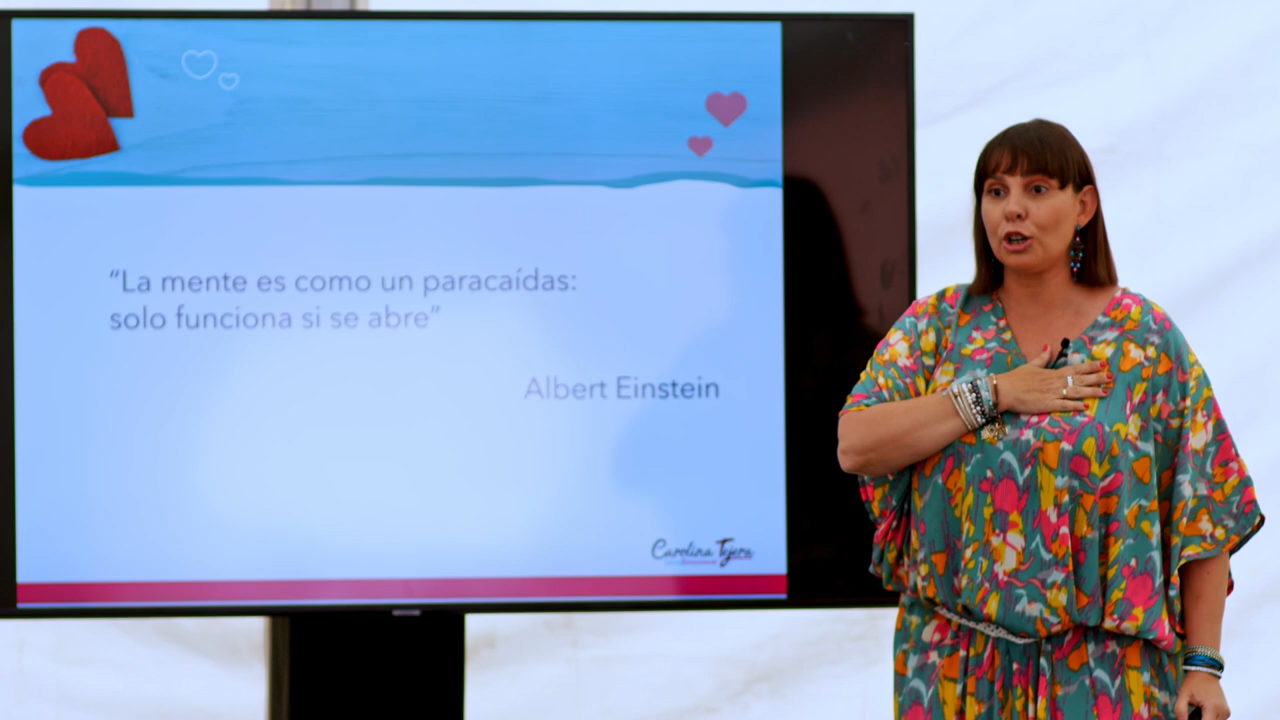 “La mente es como un paracaídas:
solo funciona si se abre”
Albert Einstein
Carolina Tejera